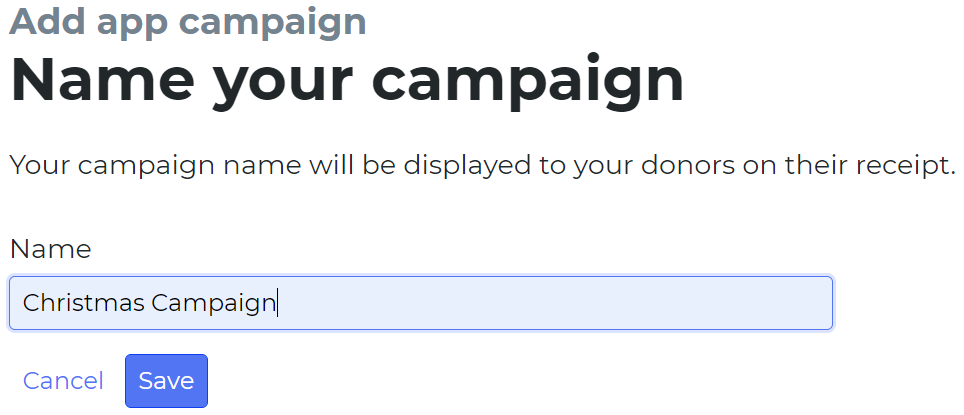 Add app campaign
Name your campaign
Your campaign name will be displayed to your donors on their receipt.
Name
Christmas Campaign
Cancel Save